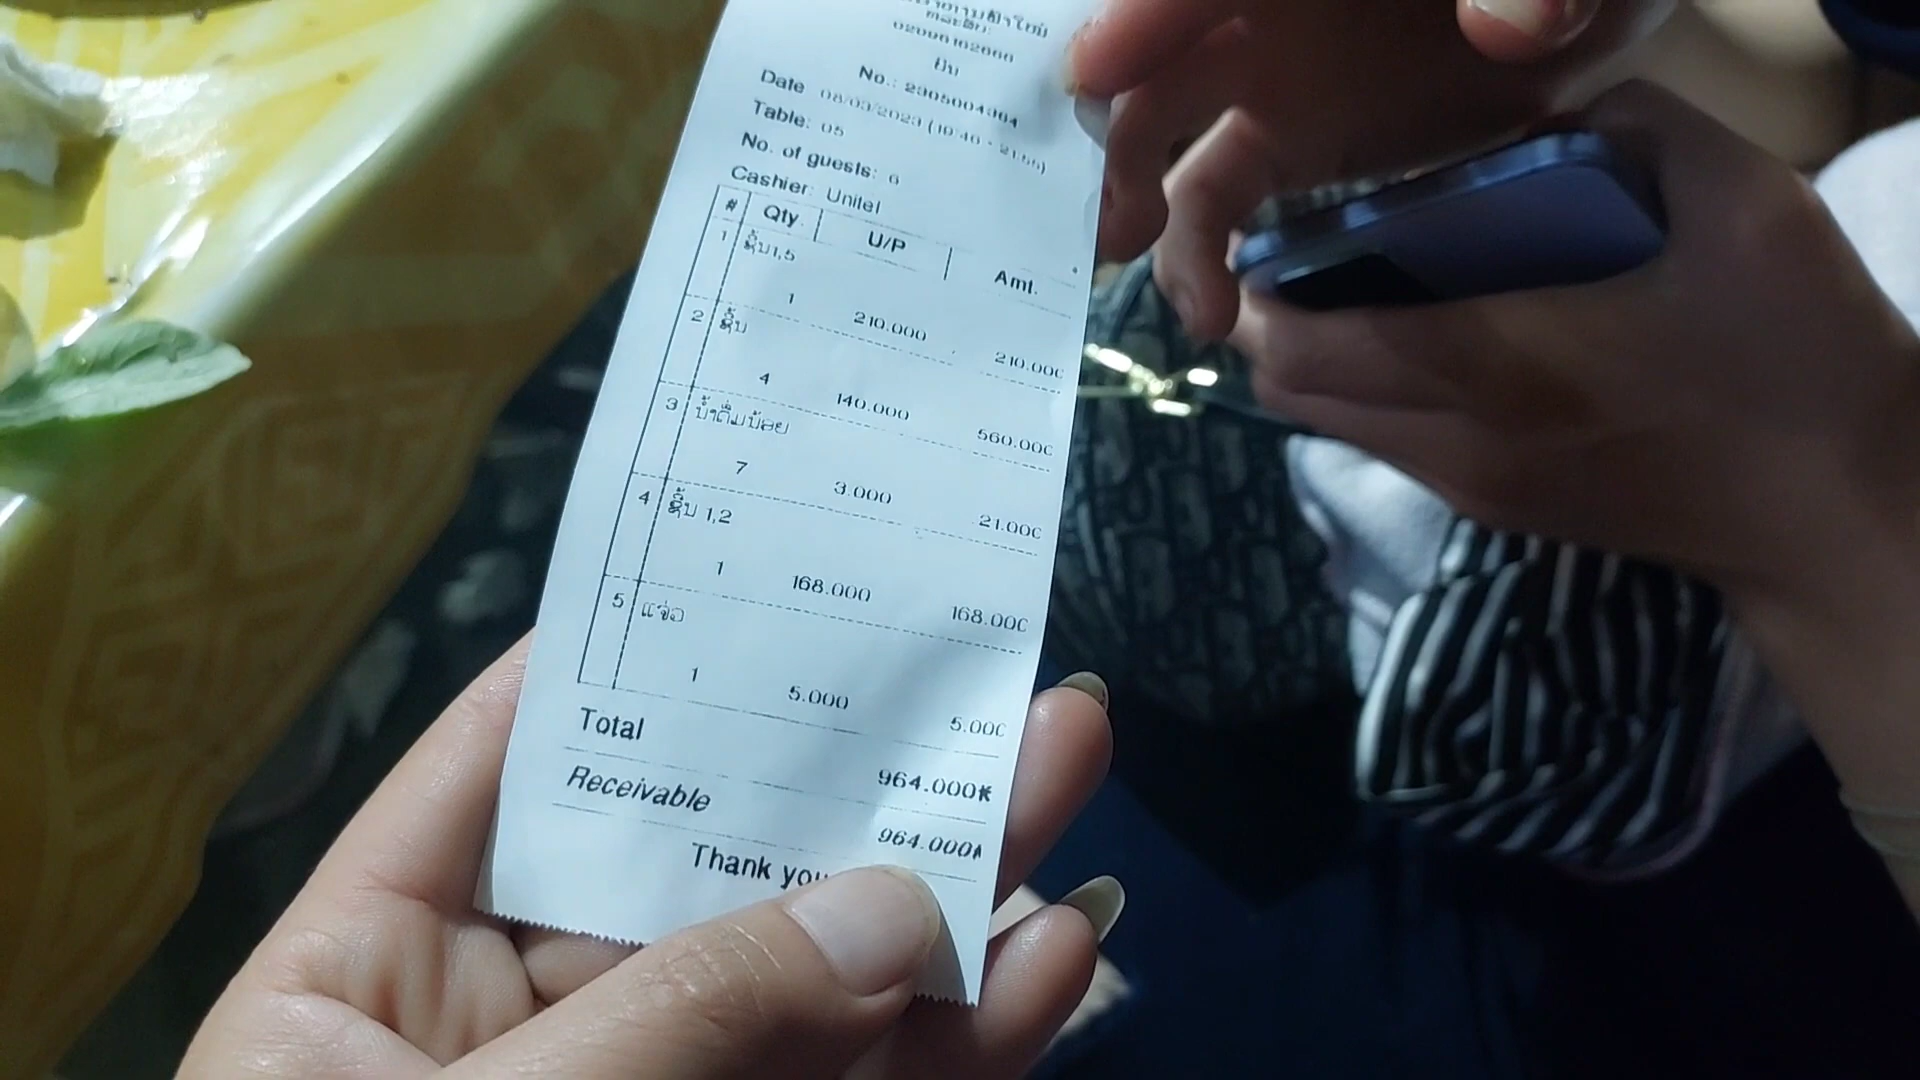 No.: 2305004304
Date 08/03/2023 (19:46 - 21:55)
Table: 05
No. of guests: 6
Cashier: Unitel
# Qty. U/P Amt.
1 ຊີ້ນ1,5
1 210.000 210.000
2 ຊີ້ນ
4 140.000 560.000
3 ນ້ຳດື່ມນ້ອຍ
7 3.000 21.000
4 ຊີ້ນ 1,2
1 168.000 168.000
5 ແຈ່ວ
1 5.000 5.000
Total
964.000₭
Receivable
964.000
Thank you